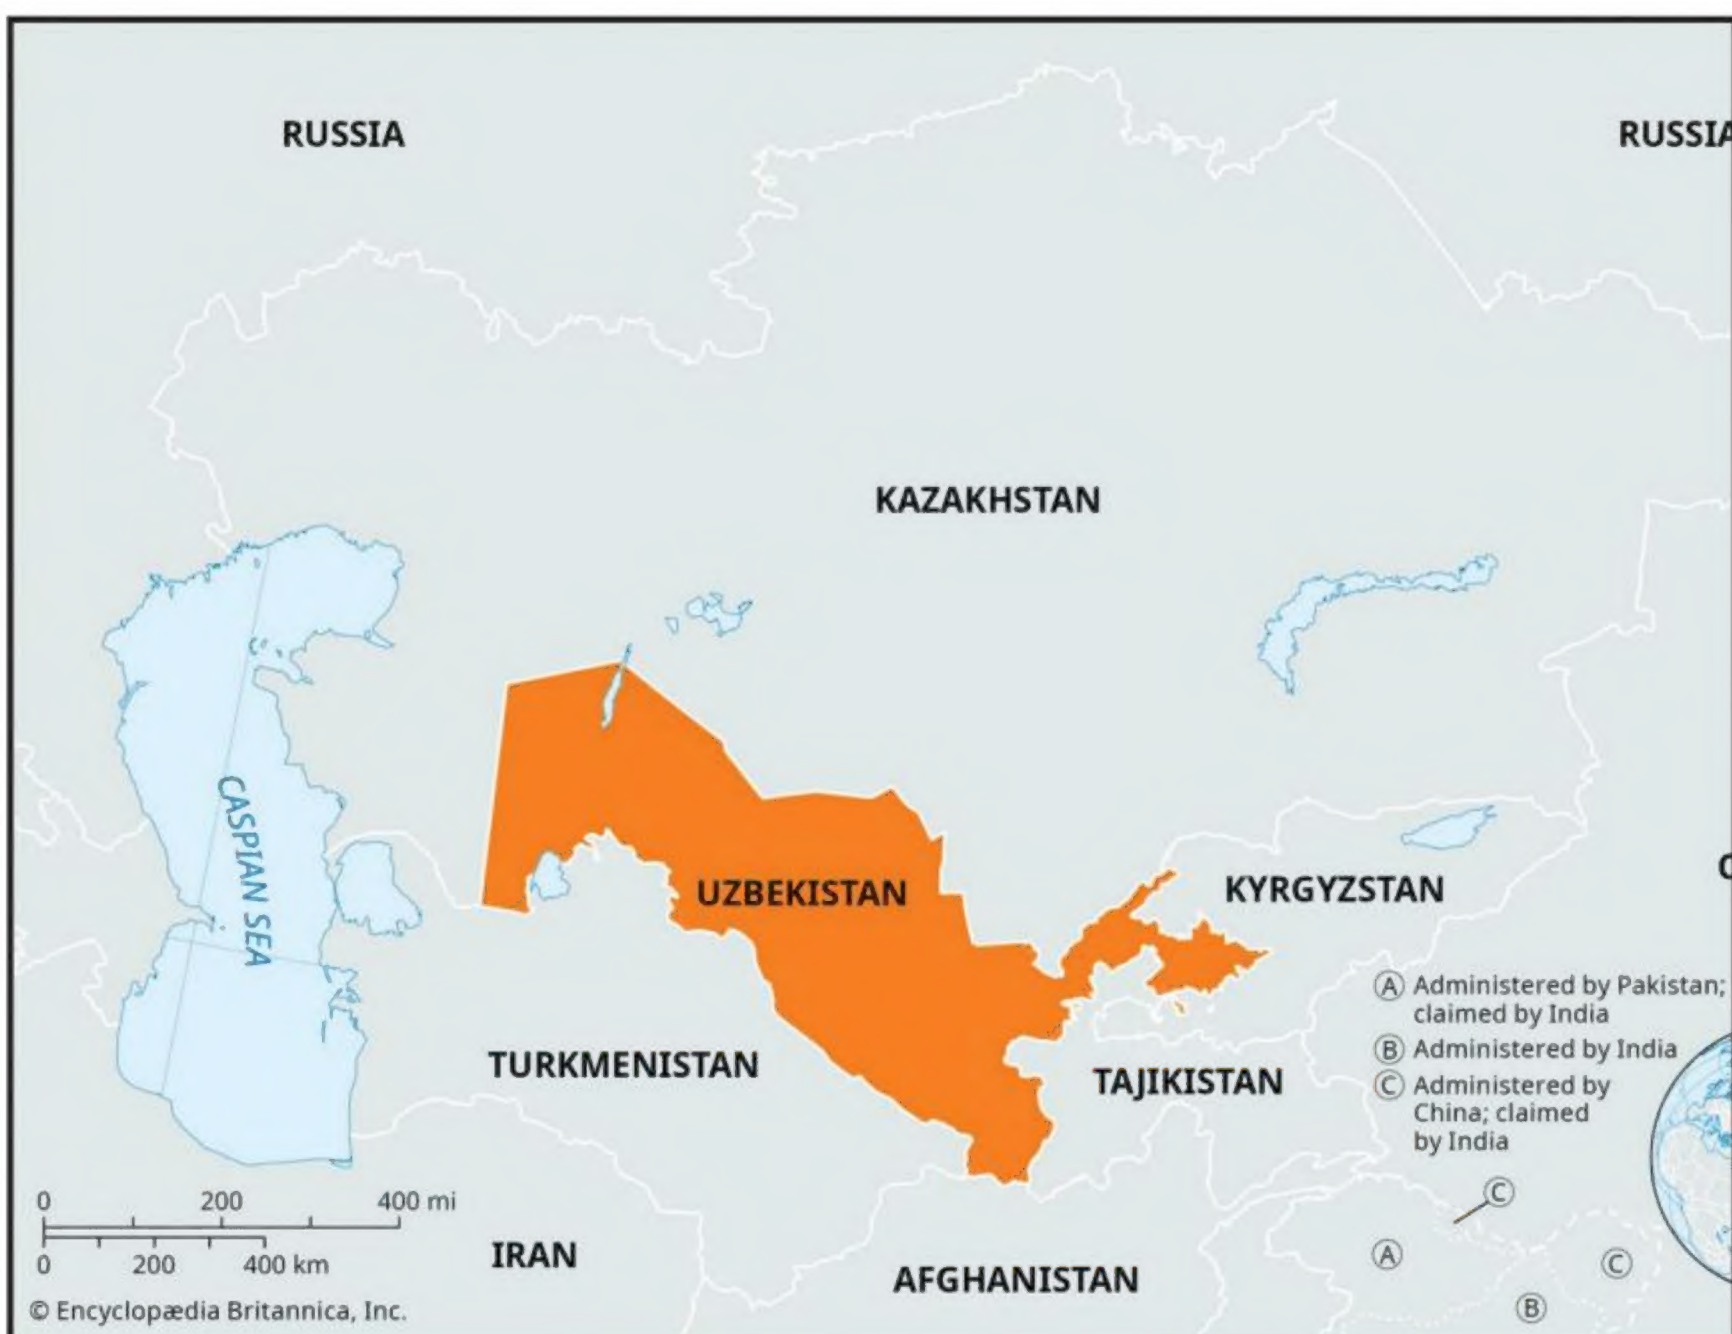 RUSSIA
RUSSIA
KAZAKHSTAN
CASPIAN SEA
UZBEKISTAN
KYRGYZSTAN
C
TURKMENISTAN
TAJIKISTAN
A Administered by Pakistan;
claimed by India
B Administered by India
C Administered by
China; claimed
by India
C
A
C
B
0 200 400 mi
0 200 400 km
IRAN
AFGHANISTAN
© Encyclopædia Britannica, Inc.